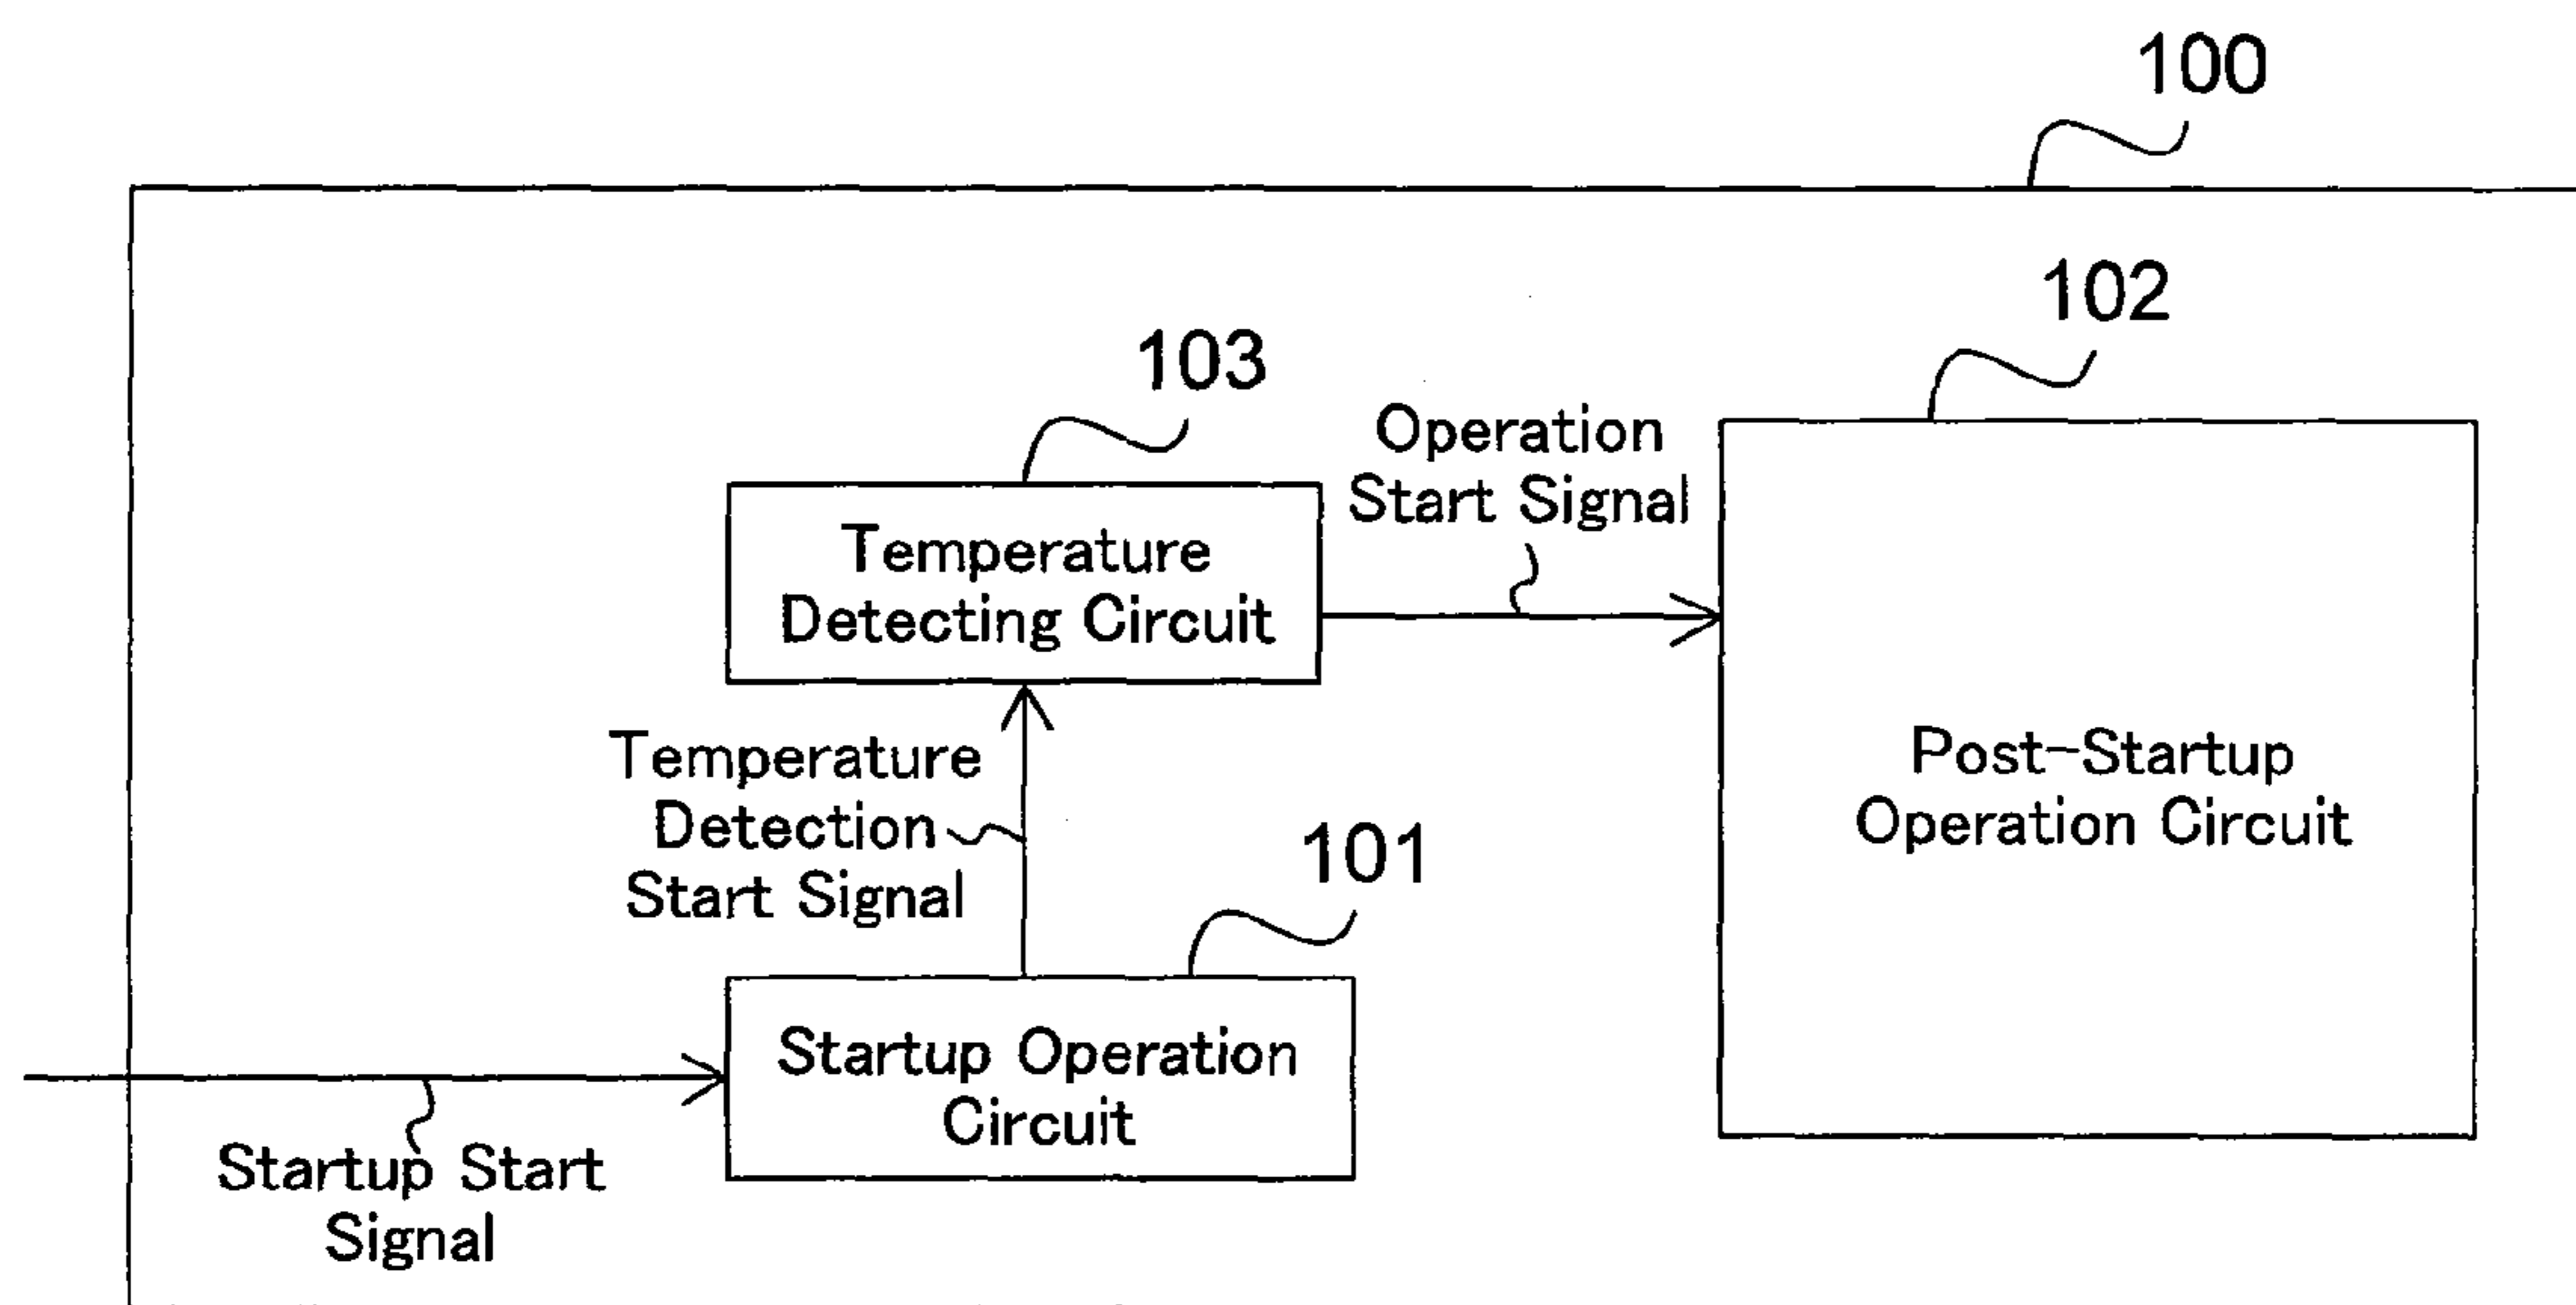 100
102
103
Operation
Start Signal
Temperature
Detecting Circuit
Temperature
Detection
Start Signal
Post-Startup
Operation Circuit
101
Startup Operation
Circuit
Startup Start
Signal